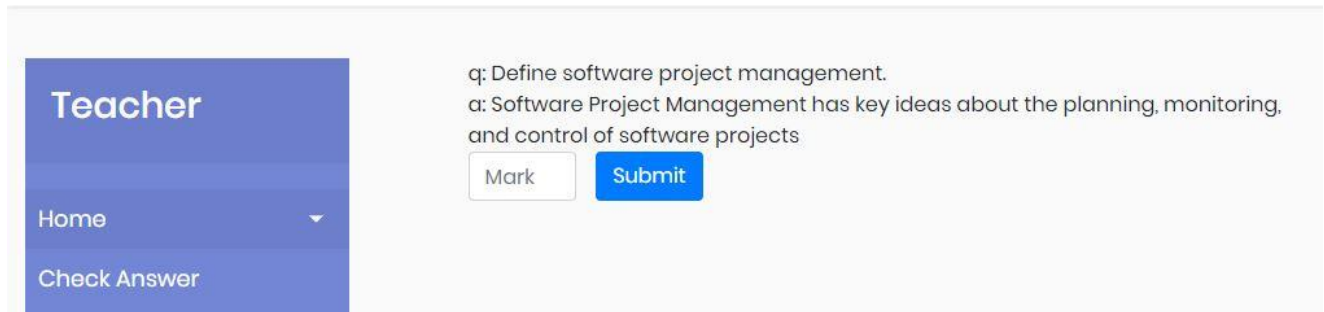 Teacher
Home
Check Answer
q: Define software project management.
a: Software Project Management has key ideas about the planning, monitoring,
and control of software projects
Mark
Submit